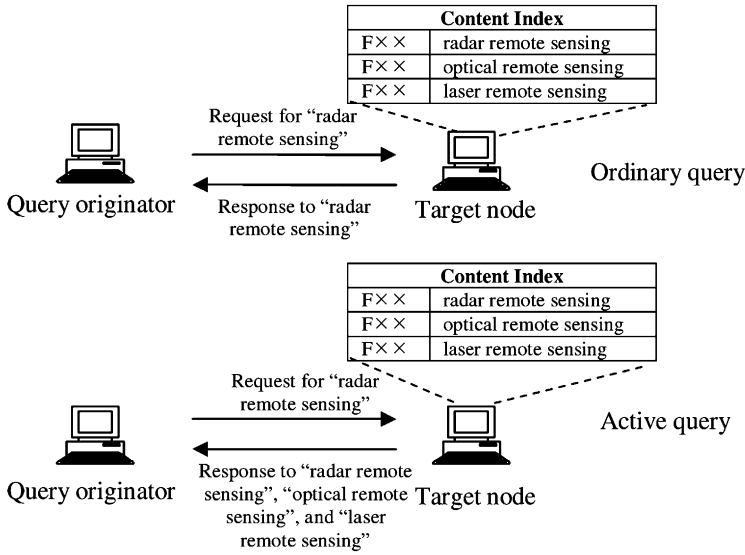 Content Index
F×× radar remote sensing
F×× optical remote sensing
F×× laser remote sensing
Request for “radar
remote sensing”
Response to “radar
remote sensing”
Query originator
Target node
Ordinary query
Content Index
F×× radar remote sensing
F×× optical remote sensing
F×× laser remote sensing
Request for “radar
remote sensing”
Response to “radar remote
sensing”, “optical remote
sensing”, and “laser
remote sensing”
Query originator
Target node
Active query